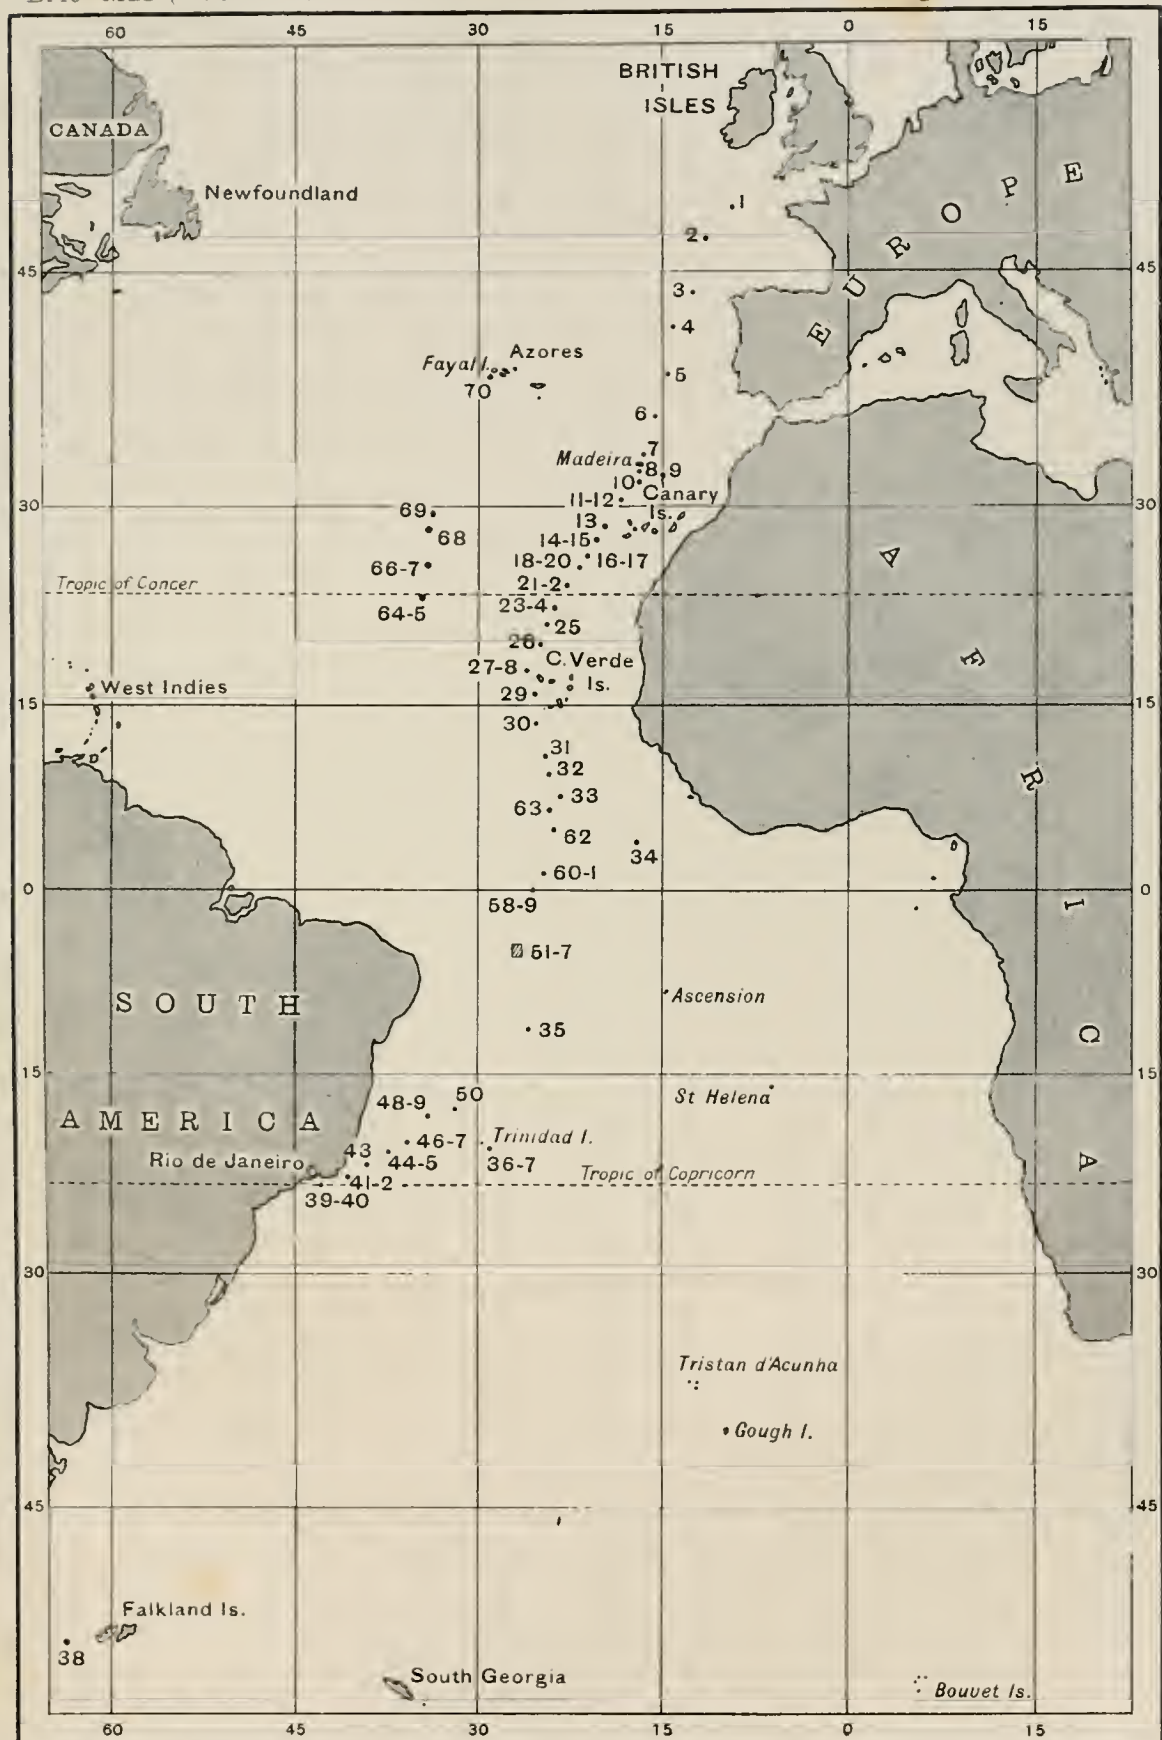 60 45 30 15 0 15
BRITISH
ISLES
CANADA
Newfoundland
EUROPE
1
2
45 45
3
4
Fayal I. Azores
70
5
6
7
Madeira
8 9
10
11-12 Canary
Is.
30 30
69
13
68
14-15
66-7
18-20 16-17
Tropic of Concer
21-2
64-5
23-4
25
26
27-8 C. Verde
Is.
West Indies
29
15 15
30
31
32
33
63
62
34
60-1
0 0
58-9
51-7
AFRICA
SOUTH
Ascension
35
15 15
48-9 50
St Helena
AMERICA
46-7 Trinidad I.
43
Rio de Janeiro 44-5 36-7
41-2 Tropic of Copricorn
39-40
30 30
Tristan d'Acunha
Gough I.
45 45
Falkland Is.
38
South Georgia
Bouvet Is.
60 45 30 15 0 15